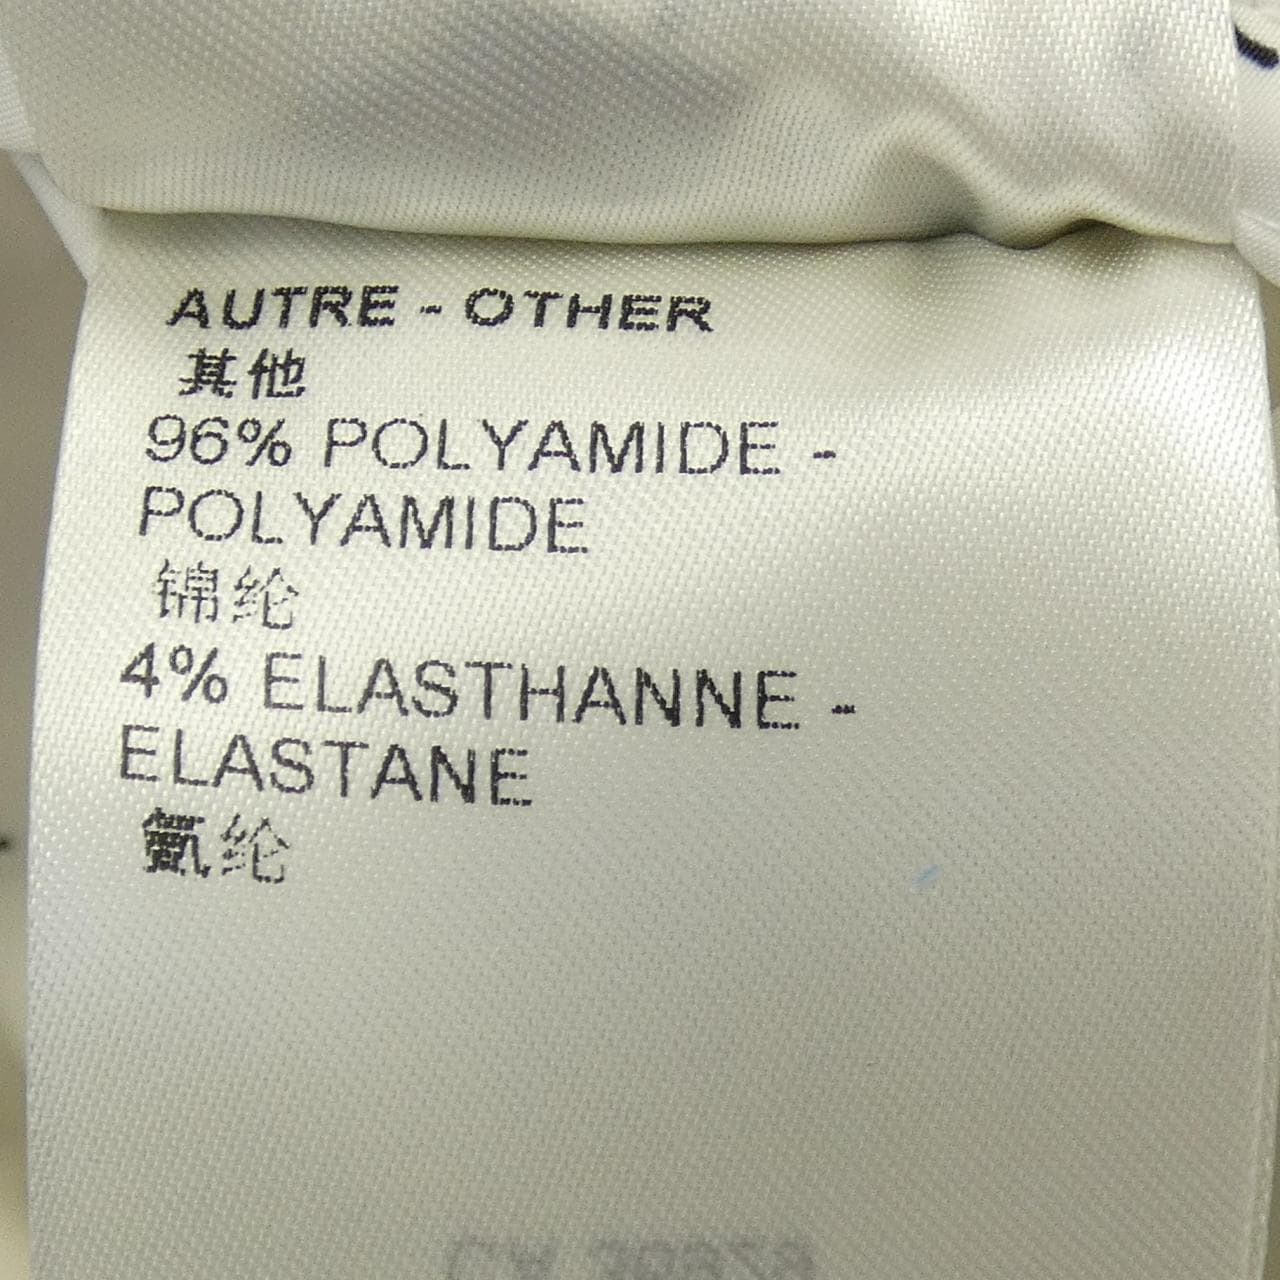 AUTRE - OTHER
其他
96% POLYAMIDE -
POLYAMIDE
锦纶
4% ELASTHANNE -
ELASTANE
氨纶